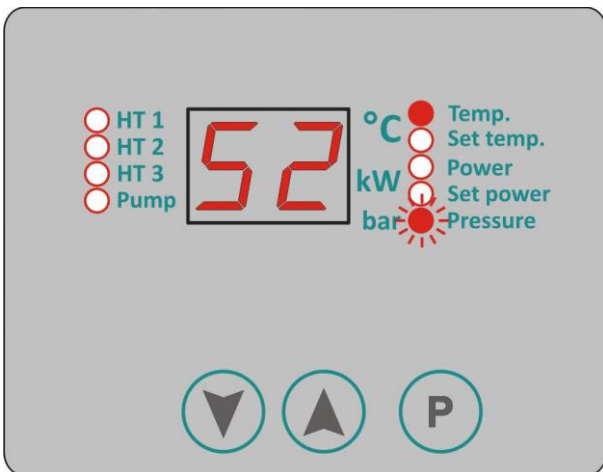 HT 1
HT 2
HT 3
Pump
52
°C
kW
bar
Temp.
Set temp.
Power
Set power
Pressure
P